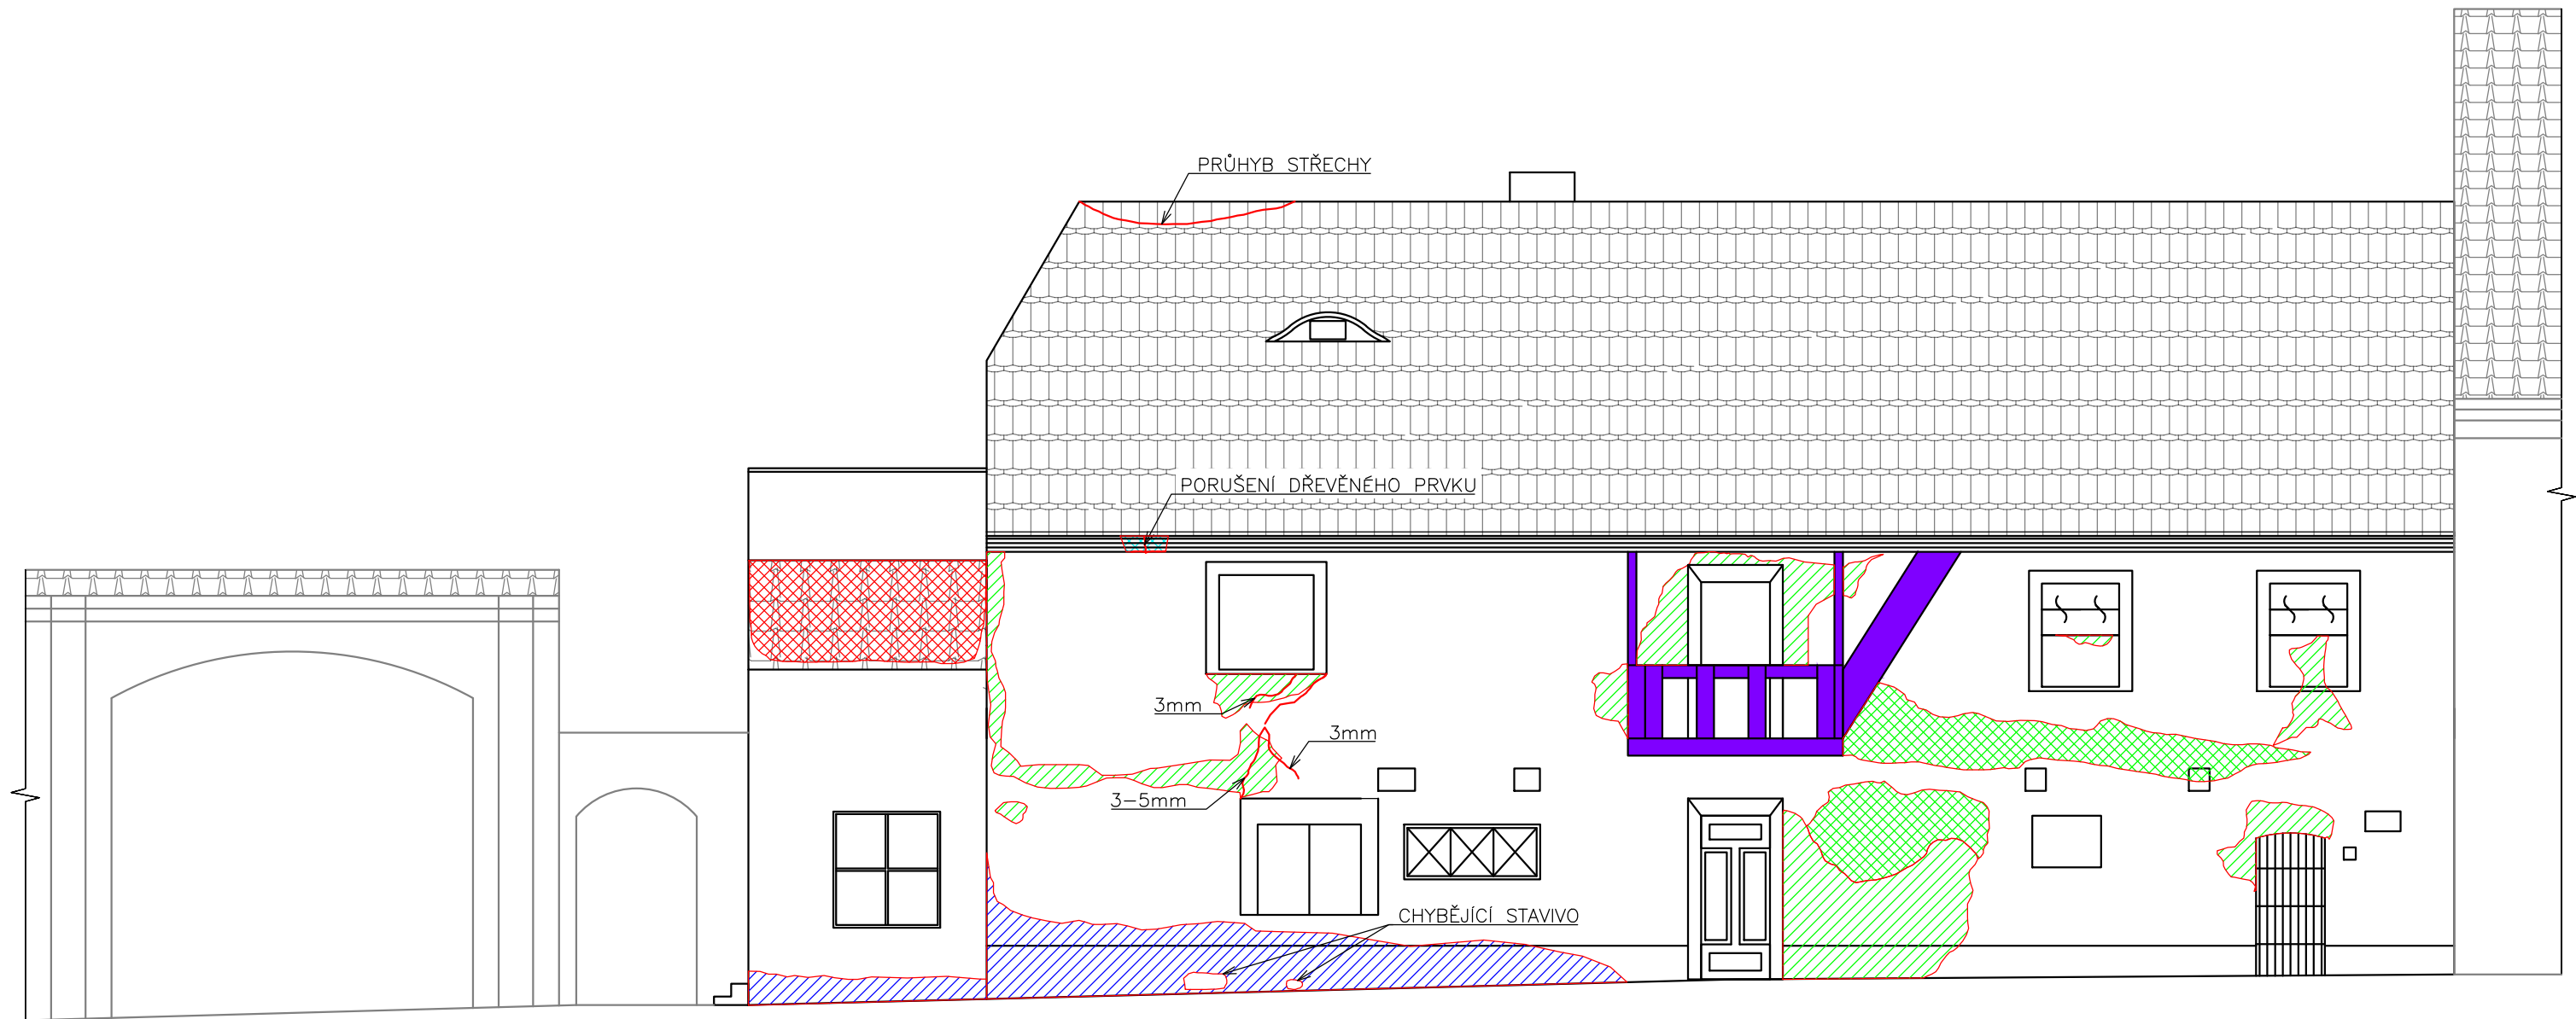 PRŮHYB STŘECHY
PORUŠENÍ DŘEVĚNÉHO PRVKU
3mm
3mm
3–5mm
CHYBĚJÍCÍ STAVIVO